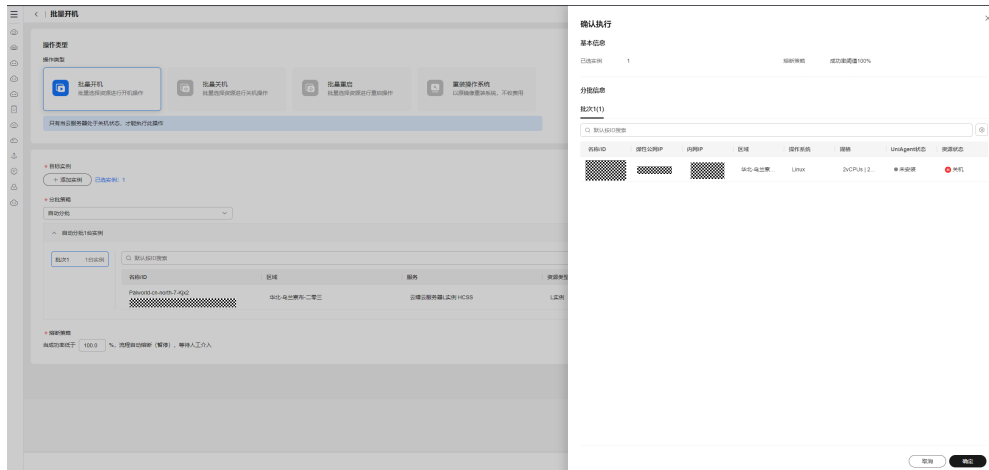 批量开机
操作类型
操作类型
批量开机
批量选择资源进行开机操作
批量关机
批量选择资源进行关机操作
批量重启
批量选择资源进行重启操作
重装操作系统
以原镜像重装系统，不收费用
只有当云服务器处于关机状态，才能执行此操作
* 目标实例
+ 添加实例
已选实例：1
* 分批策略
自动分批
自动分批1台实例
批次1 1台实例
默认按ID搜索
名称/ID 区域 服务 资源类型
Palworld-cn-north-7-Kjx2
华北-乌兰察布-二零三 云耀云服务器L实例 HCSS L实例
* 熔断策略
当成功率低于 100.0 %，流程自动熔断（暂停），等待人工介入
确认执行
基本信息
已选实例 1 熔断策略 成功率阈值100%
分批信息
批次1(1)
默认按ID搜索
名称/ID 弹性公网IP 内网IP 区域 操作系统 规格 UniAgent状态 资源状态
华北-乌兰察... Linux 2vCPUs | 2... 未安装 关机
取消 确定